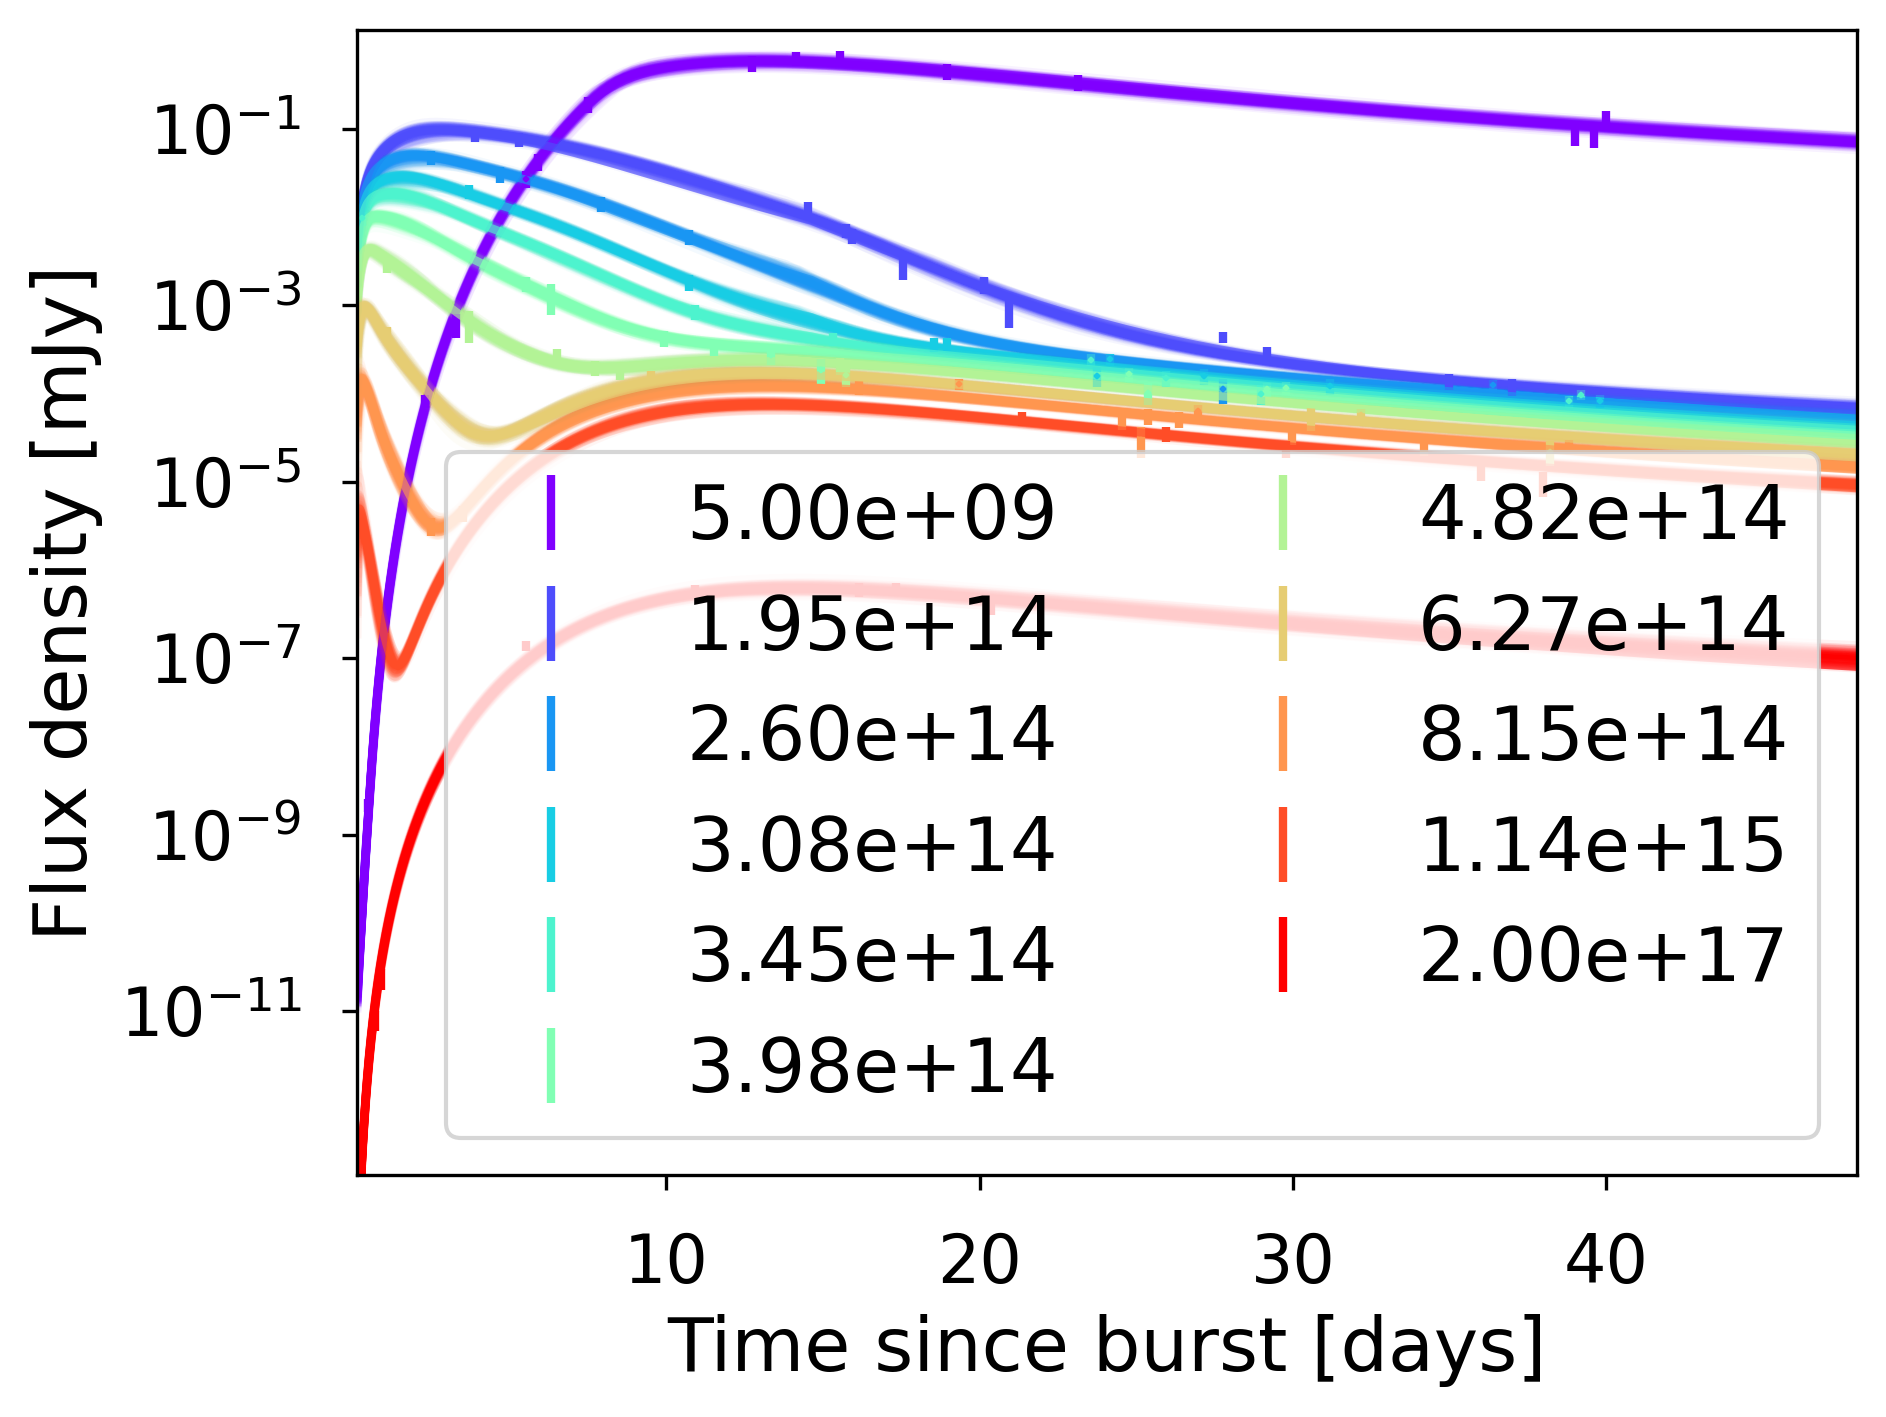 Flux density [mJy]
10⁻¹
10⁻³
10⁻⁵
10⁻⁷
10⁻⁹
10⁻¹¹
5.00e+09
1.95e+14
2.60e+14
3.08e+14
3.45e+14
3.98e+14
4.82e+14
6.27e+14
8.15e+14
1.14e+15
2.00e+17
10 20 30 40
Time since burst [days]